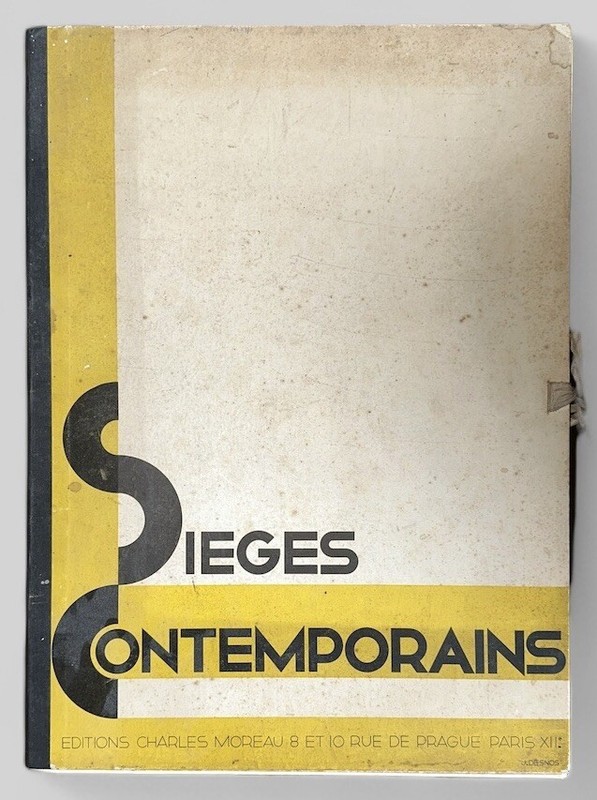 SIEGES
CONTEMPORAINS
EDITIONS CHARLES MOREAU 8 ET 10 RUE DE PRAGUE PARIS XII: